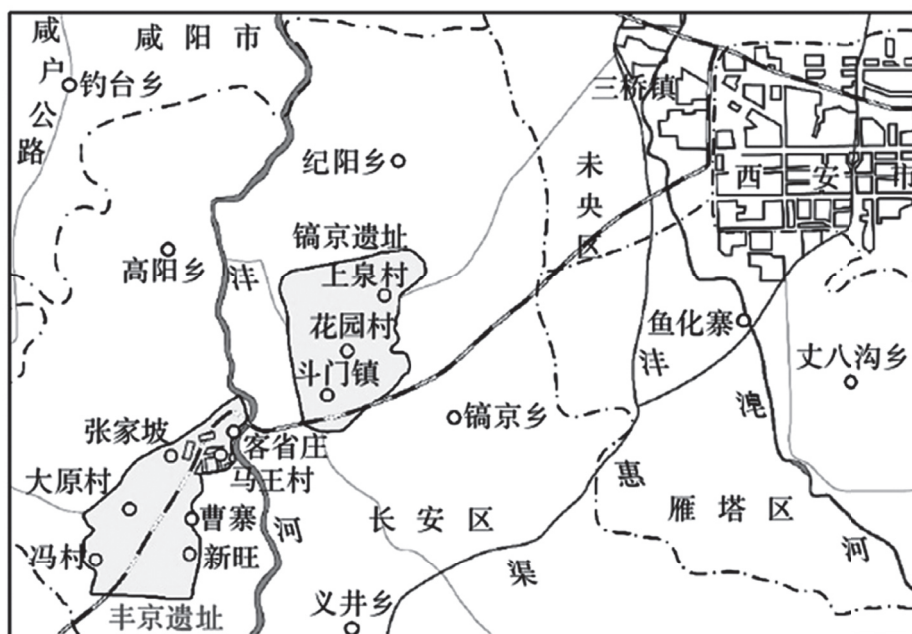 咸户公路
咸阳市
钓台乡
三桥镇
纪阳乡
未央区
西安市
镐京遗址
上泉村
高阳乡
沣
花园村
鱼化寨
斗门镇
沣
丈八沟乡
镐京乡
滮
张家坡
客省庄
大原村
马王村
惠
曹寨
长安区
雁塔区
河
冯村
新旺
渠
河
丰京遗址
义井乡